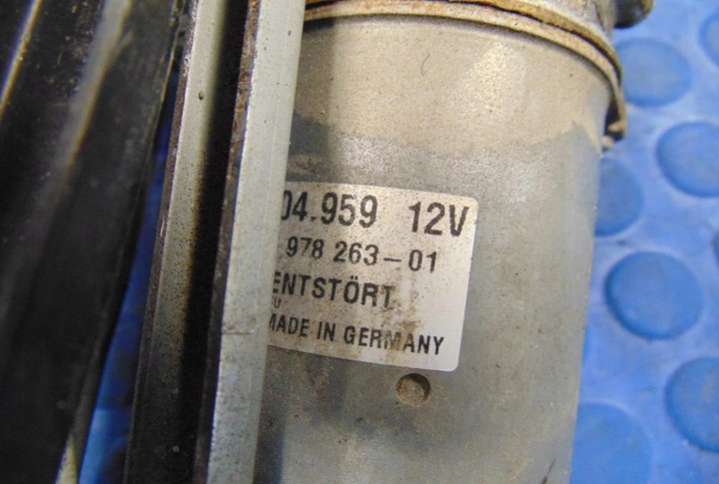 04.959 12V
978 263-01
ENTSTÖRT
MADE IN GERMANY